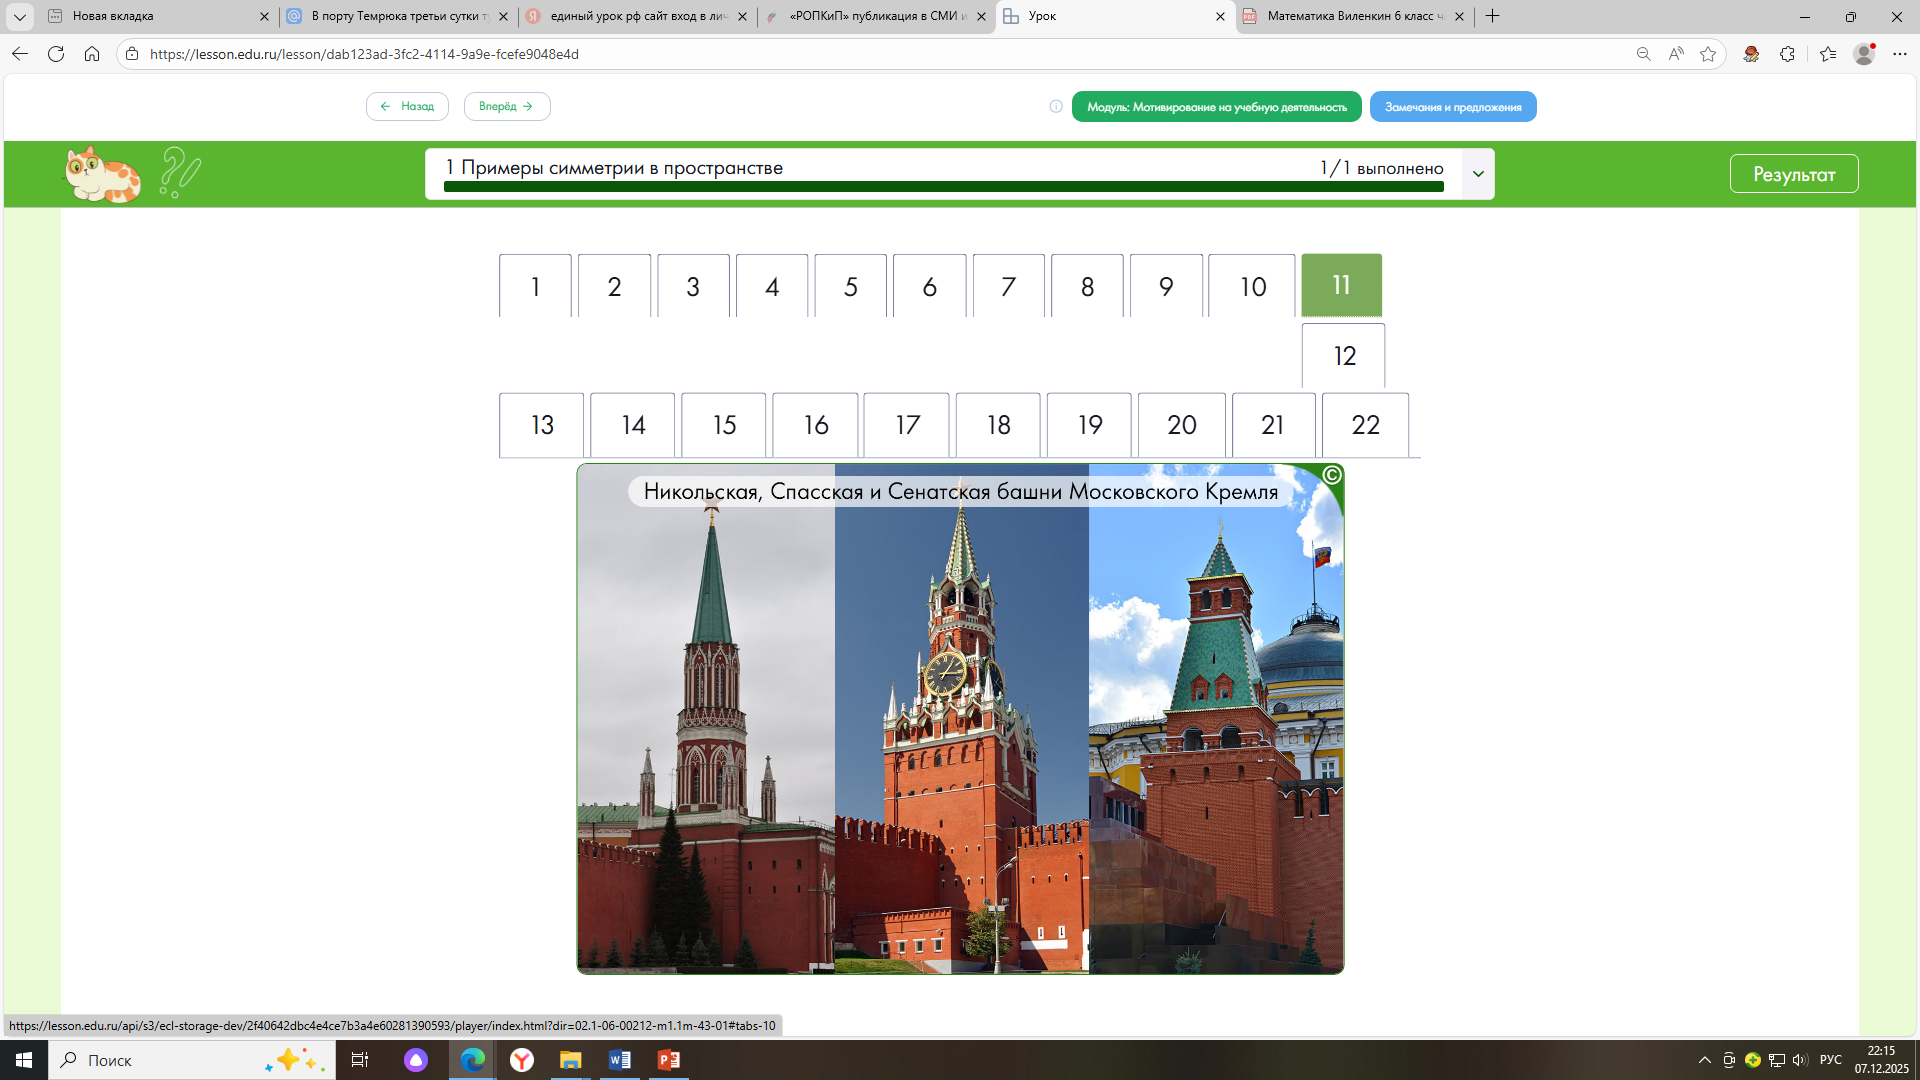 Новая вкладка
В порту Темрюка третьи сутки ту
единый урок рф сайт вход в лич
«РОПКиП» публикация в СМИ и
Урок
Математика Виленкин 6 класс ч
https://lesson.edu.ru/lesson/dab123ad-3fc2-4114-9a9e-fcefe9048e4d
← Назад
Вперёд →
Модуль: Мотивирование на учебную деятельность
Замечания и предложения
1 Примеры симметрии в пространстве
1/1 выполнено
Результат
1 2 3 4 5 6 7 8 9 10 11
12
13 14 15 16 17 18 19 20 21 22
Никольская, Спасская и Сенатская башни Московского Кремля
©
https://lesson.edu.ru/api/s3/ecl-storage-dev/2f40642dbc4e4ce7b3a4e60281390593/player/index.html?dir=02.1-06-00212-m1.1m-43-01#tabs-10
Поиск
РУС
22:15
07.12.2025